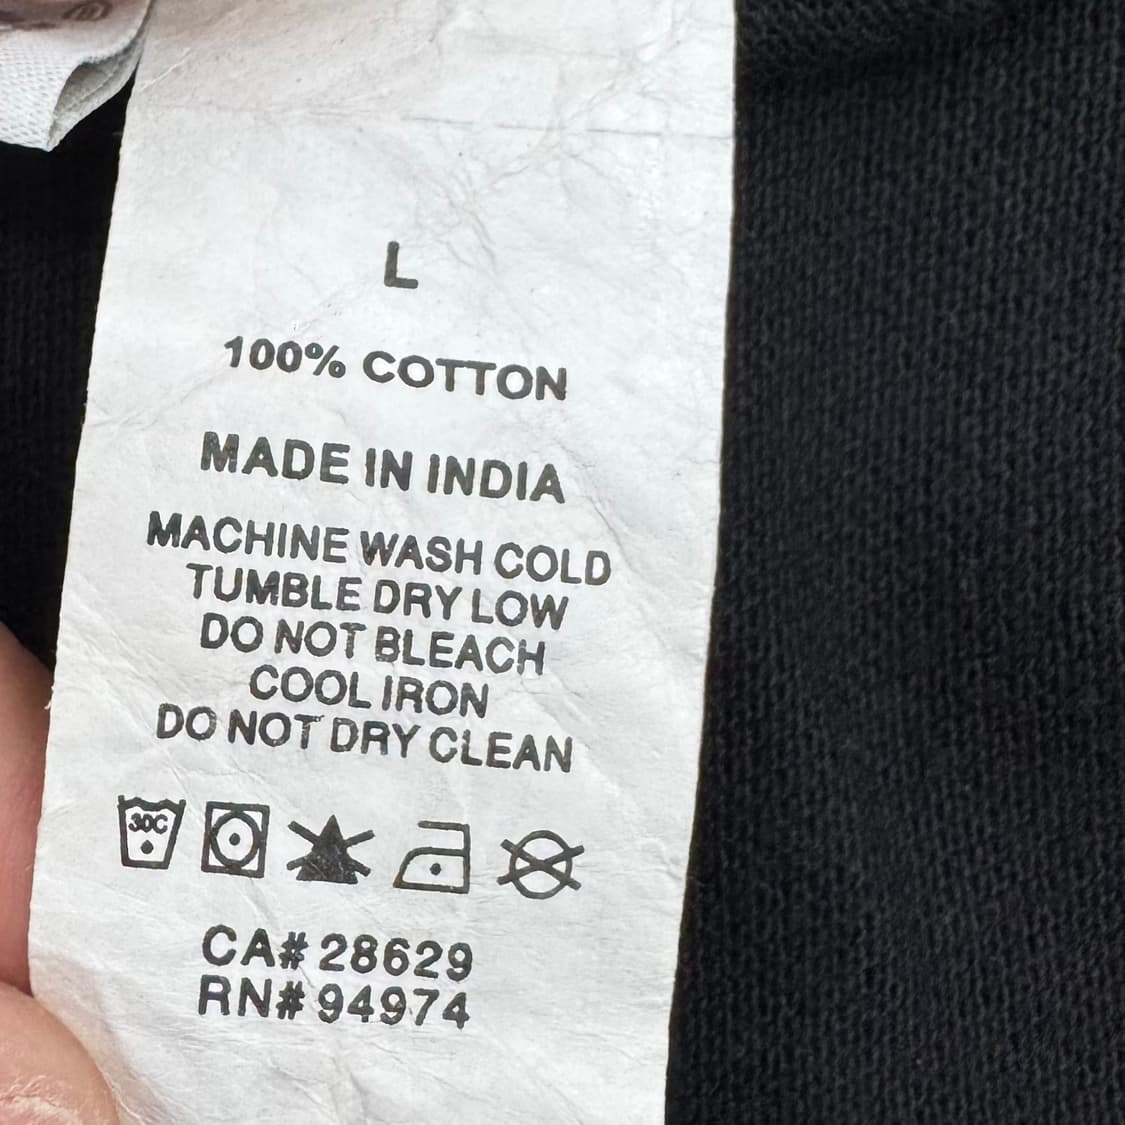 L
100% COTTON
MADE IN INDIA
MACHINE WASH COLD
TUMBLE DRY LOW
DO NOT BLEACH
COOL IRON
DO NOT DRY CLEAN
30C
CA# 28629
RN# 94974